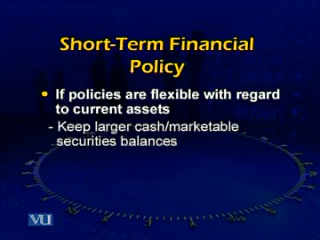 Short-Term Financial
Policy
• If policies are flexible with regard
to current assets
- Keep larger cash/marketable
securities balances
VU